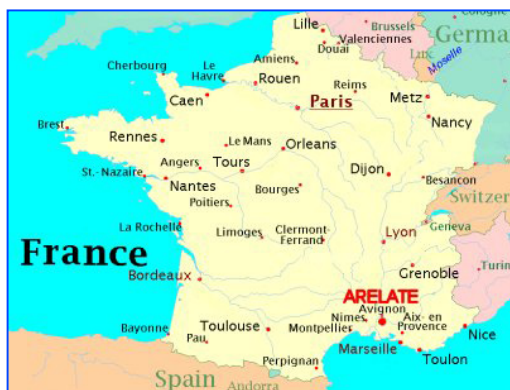 Cologne
Lille
Brussels
Germany
Douai
Valenciennes
Lux.
Moselle
Amiens
Cherbourg
Le
Havre
Rouen
Reims
Metz
Caen
Paris
Nancy
Brest
Rennes
Le Mans
Orleans
Angers
Tours
Dijon
Besancon
St.-Nazaire
Nantes
Bourges
Switzer
Poitiers
La Rochelle
Limoges
Clermont-
Ferrand
Lyon
Geneva
France
Grenoble
Turin
Bordeaux
ARELATE
Avignon
Nimes
Aix- en
Provence
Bayonne
Toulouse
Montpellier
Nice
Pau
Marseille
Toulon
Perpignan
Spain
Andorra